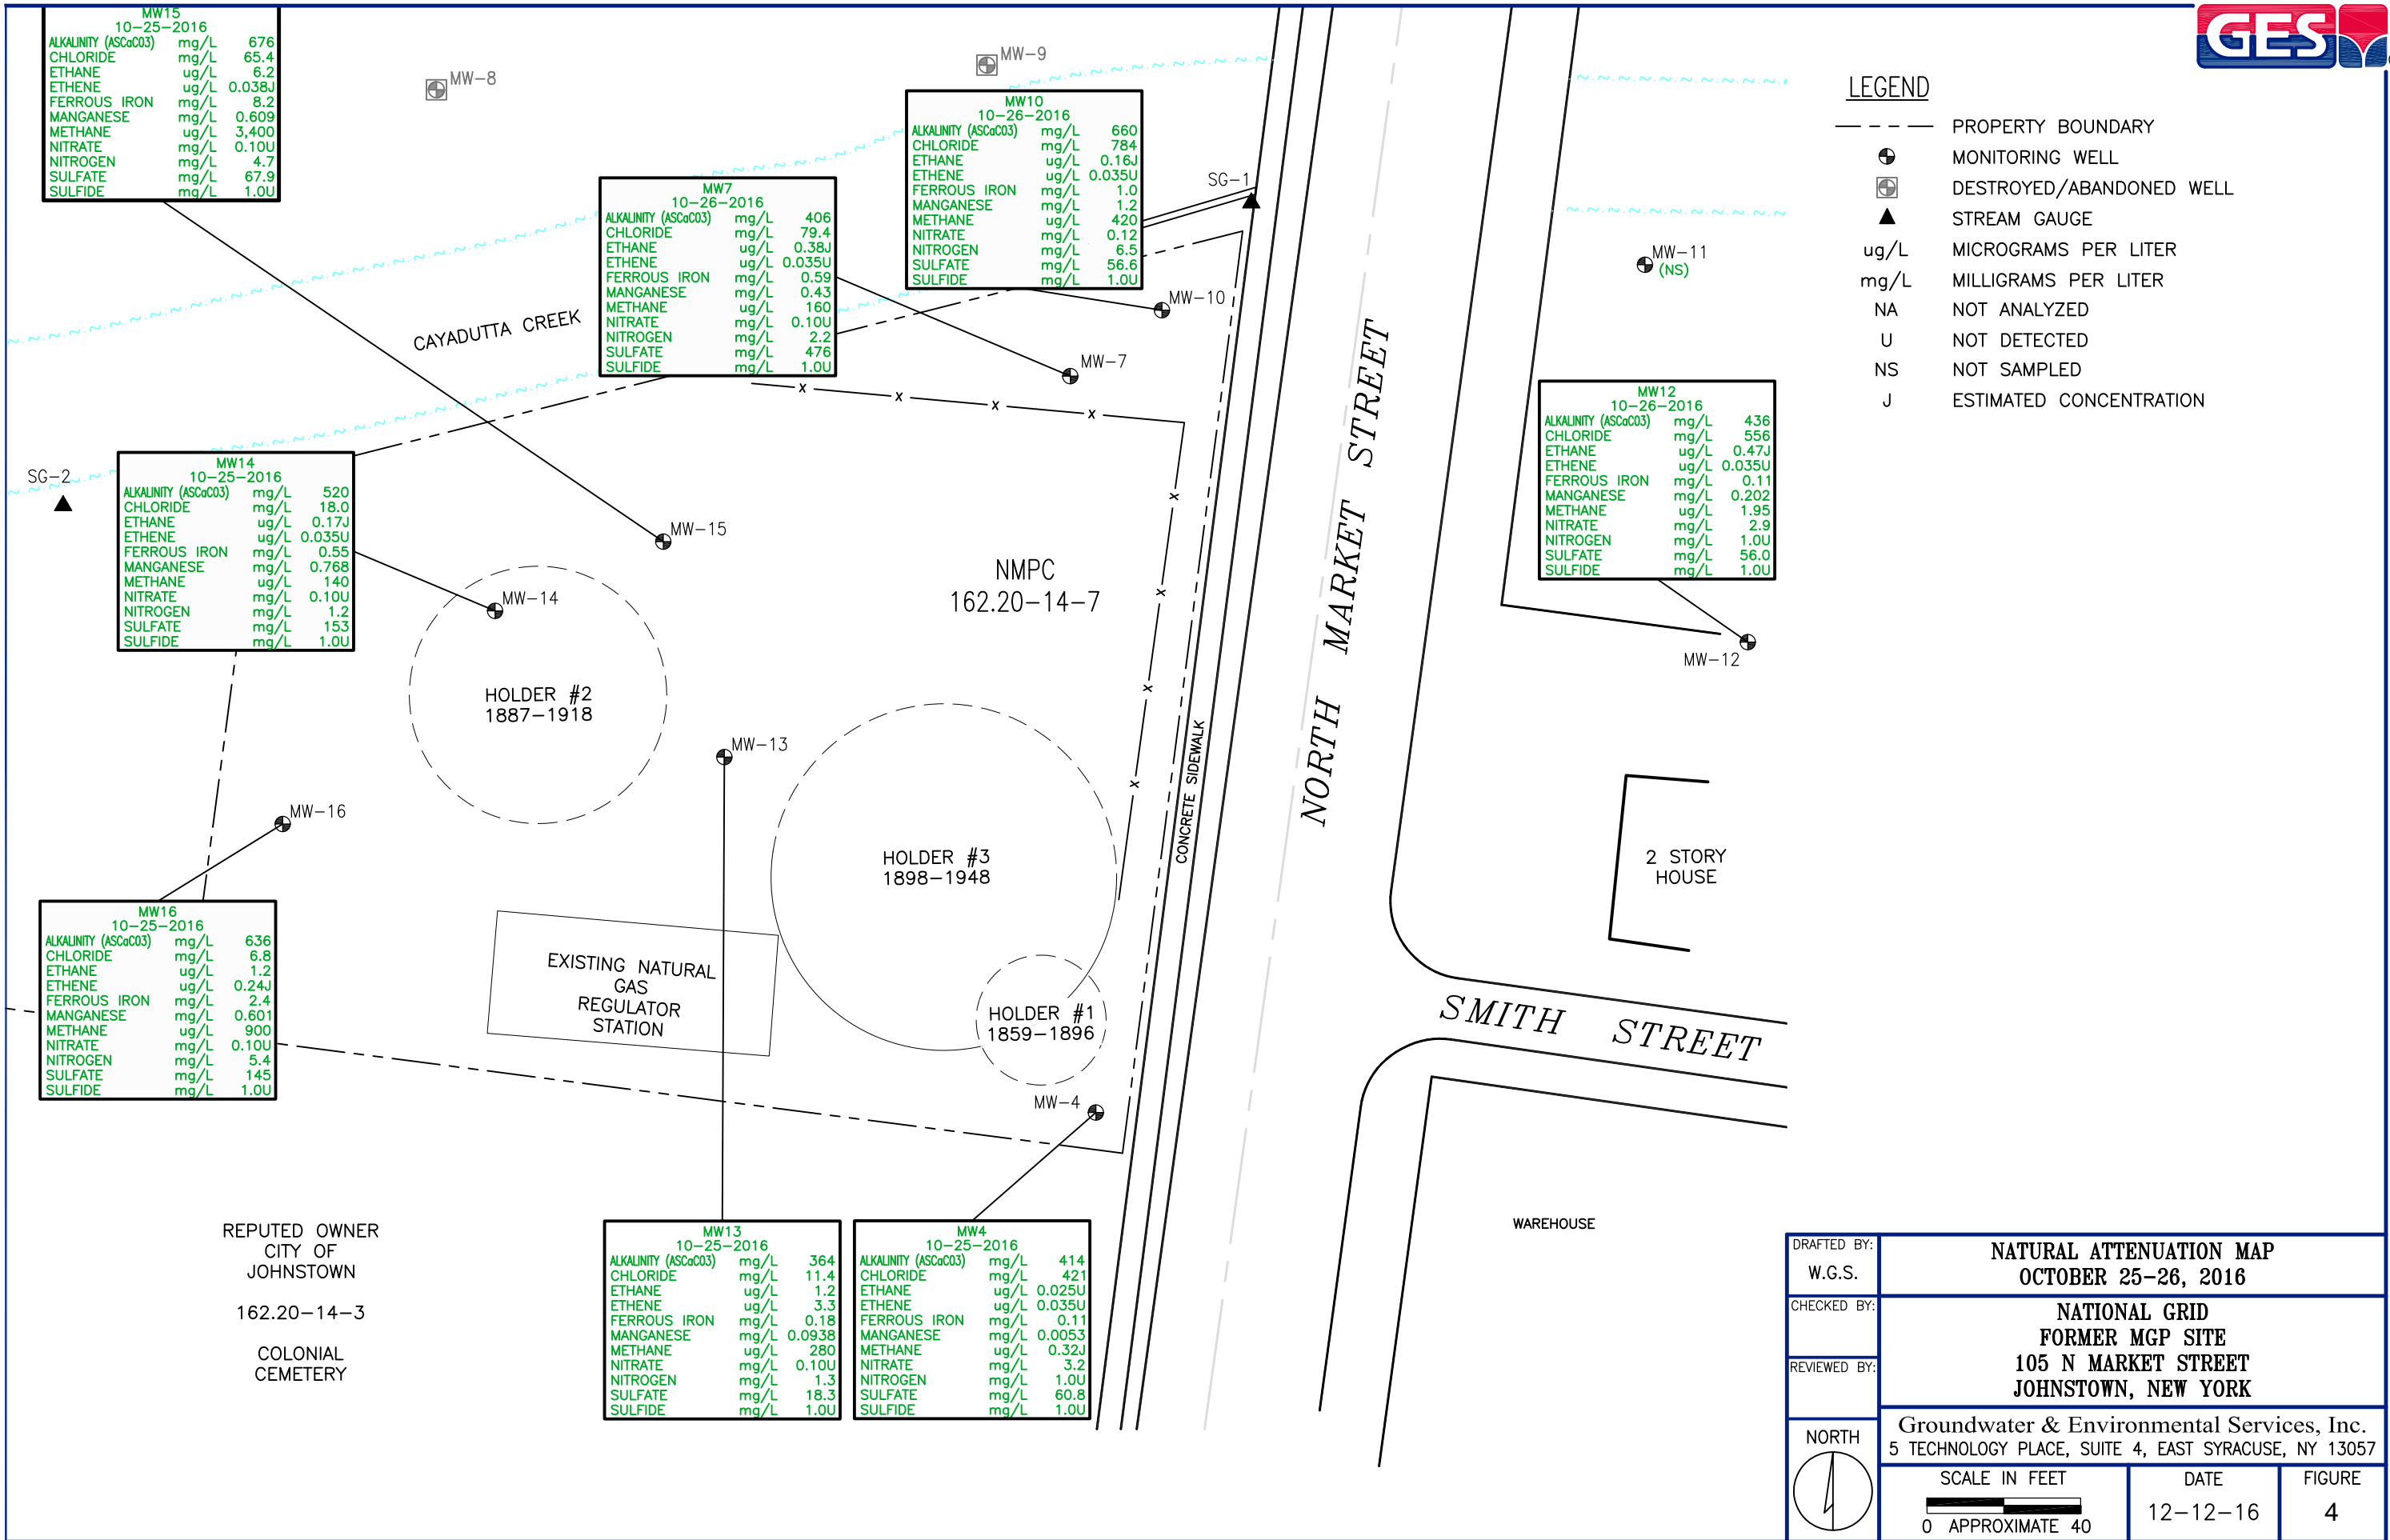 GES
MW15
10-25-2016
ALKALINITY (ASCaCO3) mg/L 676
CHLORIDE mg/L 65.4
ETHANE ug/L 6.2
ETHENE ug/L 0.038J
FERROUS IRON mg/L 8.2
MANGANESE mg/L 0.609
METHANE ug/L 3,400
NITRATE mg/L 0.10U
NITROGEN mg/L 4.7
SULFATE mg/L 67.9
SULFIDE mg/L 1.0U
MW-8
MW-9
MW10
10-26-2016
ALKALINITY (ASCaCO3) mg/L 660
CHLORIDE mg/L 784
ETHANE ug/L 0.16J
ETHENE ug/L 0.035U
FERROUS IRON mg/L 1.0
MANGANESE mg/L 1.2
METHANE ug/L 420
NITRATE mg/L 0.12
NITROGEN mg/L 6.5
SULFATE mg/L 56.6
SULFIDE mg/L 1.0U
MW7
10-26-2016
ALKALINITY (ASCaCO3) mg/L 406
CHLORIDE mg/L 79.4
ETHANE ug/L 0.38J
ETHENE ug/L 0.035U
FERROUS IRON mg/L 0.59
MANGANESE mg/L 0.43
METHANE ug/L 160
NITRATE mg/L 0.10U
NITROGEN mg/L 2.2
SULFATE mg/L 476
SULFIDE mg/L 1.0U
SG-1
MW-10
MW-7
MW-11
(NS)
LEGEND
PROPERTY BOUNDARY
MONITORING WELL
DESTROYED/ABANDONED WELL
STREAM GAUGE
ug/L MICROGRAMS PER LITER
mg/L MILLIGRAMS PER LITER
NA NOT ANALYZED
U NOT DETECTED
NS NOT SAMPLED
J ESTIMATED CONCENTRATION
CAYADUTTA CREEK
SG-2
MW14
10-25-2016
ALKALINITY (ASCaCO3) mg/L 520
CHLORIDE mg/L 18.0
ETHANE ug/L 0.17J
ETHENE ug/L 0.035U
FERROUS IRON mg/L 0.55
MANGANESE mg/L 0.768
METHANE ug/L 140
NITRATE mg/L 0.10U
NITROGEN mg/L 1.2
SULFATE mg/L 153
SULFIDE mg/L 1.0U
MW12
10-26-2016
ALKALINITY (ASCaCO3) mg/L 436
CHLORIDE mg/L 556
ETHANE ug/L 0.47J
ETHENE ug/L 0.035U
FERROUS IRON mg/L 0.11
MANGANESE mg/L 0.202
METHANE ug/L 1.95
NITRATE mg/L 2.9
NITROGEN mg/L 1.0U
SULFATE mg/L 56.0
SULFIDE mg/L 1.0U
MW-15
MW-14
NMPC
162.20-14-7
NORTH MARKET STREET
MW-12
HOLDER #2
1887-1918
MW-13
MW-16
CONCRETE SIDEWALK
HOLDER #3
1898-1948
2 STORY
HOUSE
MW16
10-25-2016
ALKALINITY (ASCaCO3) mg/L 636
CHLORIDE mg/L 6.8
ETHANE ug/L 1.2
ETHENE ug/L 0.24J
FERROUS IRON mg/L 2.4
MANGANESE mg/L 0.601
METHANE ug/L 900
NITRATE mg/L 0.10U
NITROGEN mg/L 5.4
SULFATE mg/L 145
SULFIDE mg/L 1.0U
EXISTING NATURAL
GAS
REGULATOR
STATION
HOLDER #1
1859-1896
SMITH STREET
MW-4
REPUTED OWNER
CITY OF
JOHNSTOWN
162.20-14-3
COLONIAL
CEMETERY
MW13
10-25-2016
ALKALINITY (ASCaCO3) mg/L 364
CHLORIDE mg/L 11.4
ETHANE ug/L 1.2
ETHENE ug/L 3.3
FERROUS IRON mg/L 0.18
MANGANESE mg/L 0.0938
METHANE ug/L 280
NITRATE mg/L 0.10U
NITROGEN mg/L 1.3
SULFATE mg/L 18.3
SULFIDE mg/L 1.0U
MW4
10-25-2016
ALKALINITY (ASCaCO3) mg/L 414
CHLORIDE mg/L 421
ETHANE ug/L 0.025U
ETHENE ug/L 0.035U
FERROUS IRON mg/L 0.11
MANGANESE mg/L 0.0053
METHANE ug/L 0.32J
NITRATE mg/L 3.2
NITROGEN mg/L 1.0U
SULFATE mg/L 60.8
SULFIDE mg/L 1.0U
WAREHOUSE
DRAFTED BY:
W.G.S.
CHECKED BY:
REVIEWED BY:
NORTH
NATURAL ATTENUATION MAP
OCTOBER 25-26, 2016
NATIONAL GRID
FORMER MGP SITE
105 N MARKET STREET
JOHNSTOWN, NEW YORK
Groundwater & Environmental Services, Inc.
5 TECHNOLOGY PLACE, SUITE 4, EAST SYRACUSE, NY 13057
SCALE IN FEET
0 APPROXIMATE 40
DATE
12-12-16
FIGURE
4